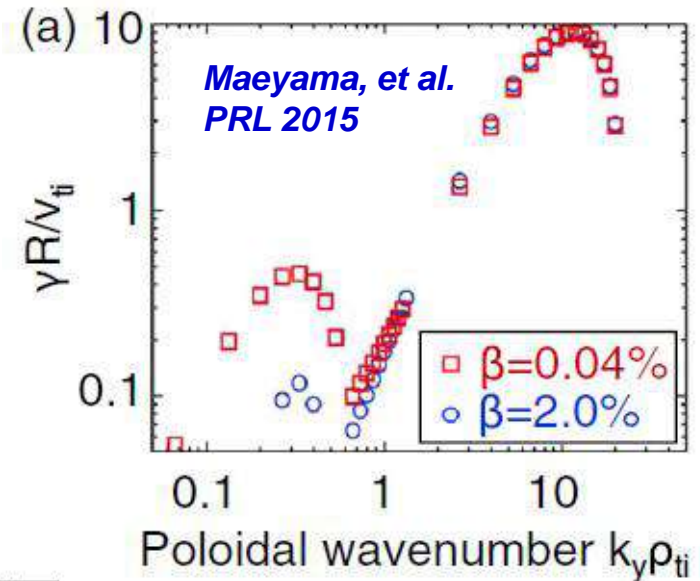 (a)
10
Maeyama, et al.
PRL 2015
1
γR/vti
0.1
β=0.04%
β=2.0%
0.1 1 10
Poloidal wavenumber kyρti